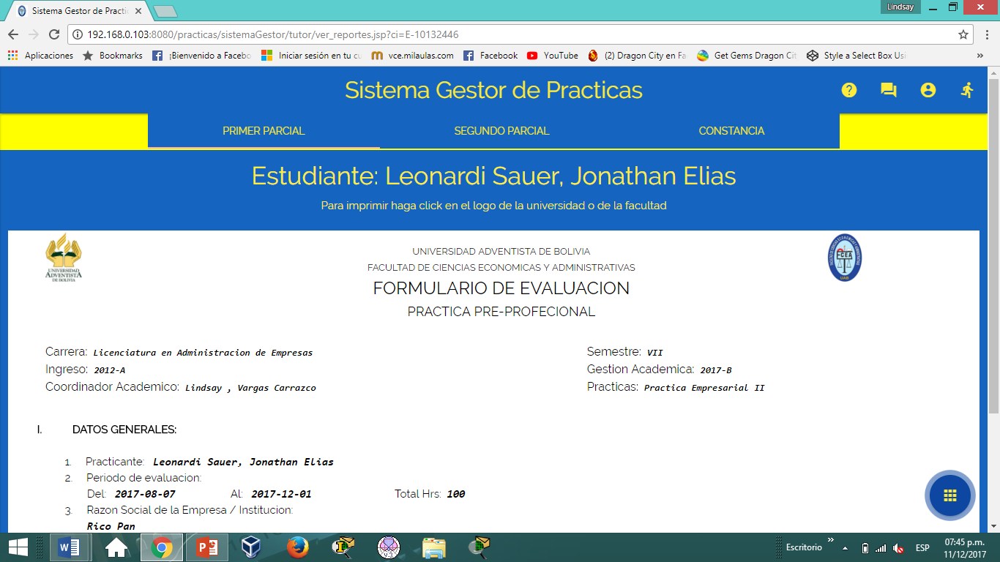 Sistema Gestor de Practic
Lindsay
192.168.0.103:8080/practicas/sistemaGestor/tutor/ver_reportes.jsp?ci=E-10132446
Aplicaciones Bookmarks ¡Bienvenido a Facebo Iniciar sesión en tu cu vce.milaulas.com Facebook YouTube (2) Dragon City en Fa Get Gems Dragon Cit Style a Select Box Usi »
Sistema Gestor de Practicas
PRIMER PARCIAL SEGUNDO PARCIAL CONSTANCIA
Estudiante: Leonardi Sauer, Jonathan Elias
Para imprimir haga click en el logo de la universidad o de la facultad
UNIVERSIDAD ADVENTISTA DE BOLIVIA
UNIVERSIDAD ADVENTISTA DE BOLIVIA
FACULTAD DE CIENCIAS ECONOMICAS Y ADMINISTRATIVAS
FORMULARIO DE EVALUACION
PRACTICA PRE-PROFECIONAL
FCEA
UAB
Carrera: Licenciatura en Administracion de Empresas Semestre: VII
Ingreso: 2012-A Gestion Academica: 2017-B
Coordinador Academico: Lindsay , Vargas Carrazco Practicas: Practica Empresarial II
I. DATOS GENERALES:
1. Practicante: Leonardi Sauer, Jonathan Elias
2. Periodo de evaluacion:
Del: 2017-08-07 Al: 2017-12-01 Total Hrs: 100
3. Razon Social de la Empresa / Institucion:
Rico Pan
Escritorio » ESP 07:45 p.m.
11/12/2017